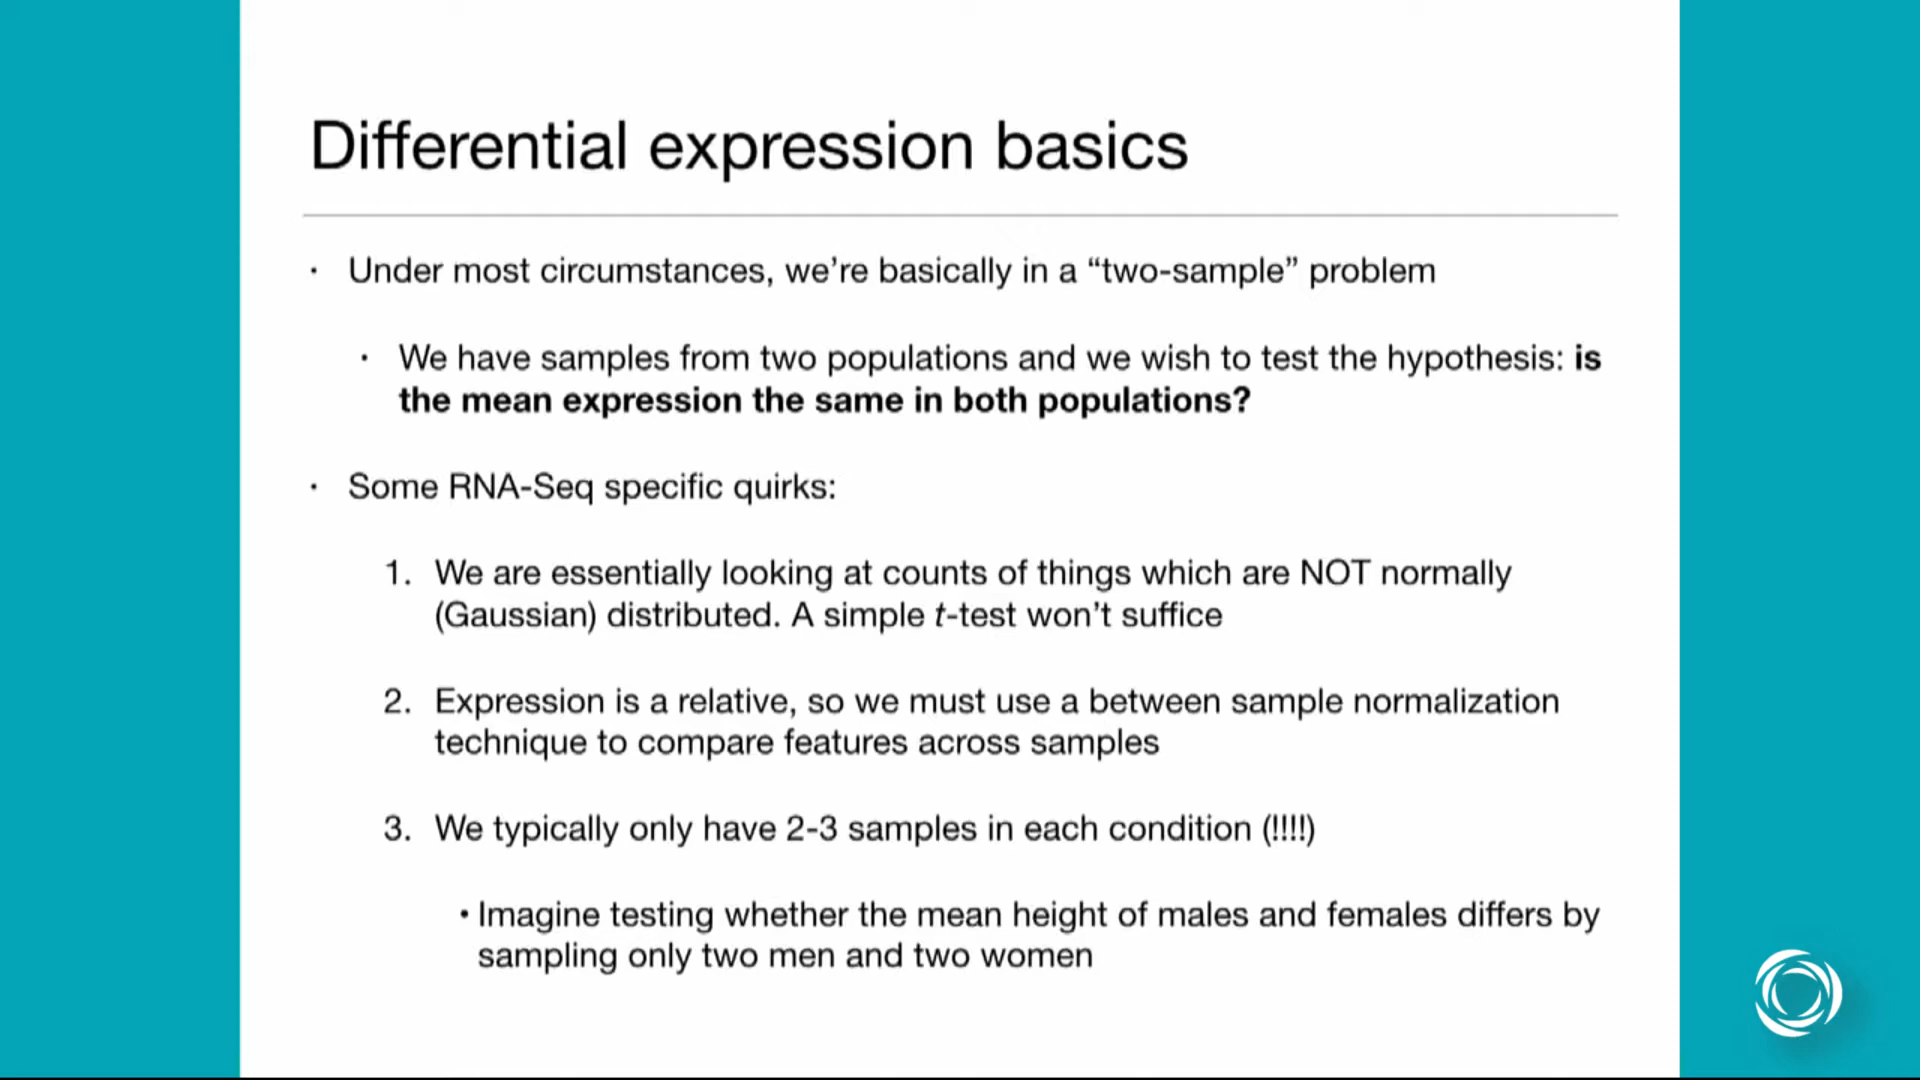 Differential expression basics
· Under most circumstances, we’re basically in a “two-sample” problem
· We have samples from two populations and we wish to test the hypothesis: is
the mean expression the same in both populations?
· Some RNA-Seq specific quirks:
1. We are essentially looking at counts of things which are NOT normally
(Gaussian) distributed. A simple t-test won’t suffice
2. Expression is a relative, so we must use a between sample normalization
technique to compare features across samples
3. We typically only have 2-3 samples in each condition (!!!!)
• Imagine testing whether the mean height of males and females differs by
sampling only two men and two women